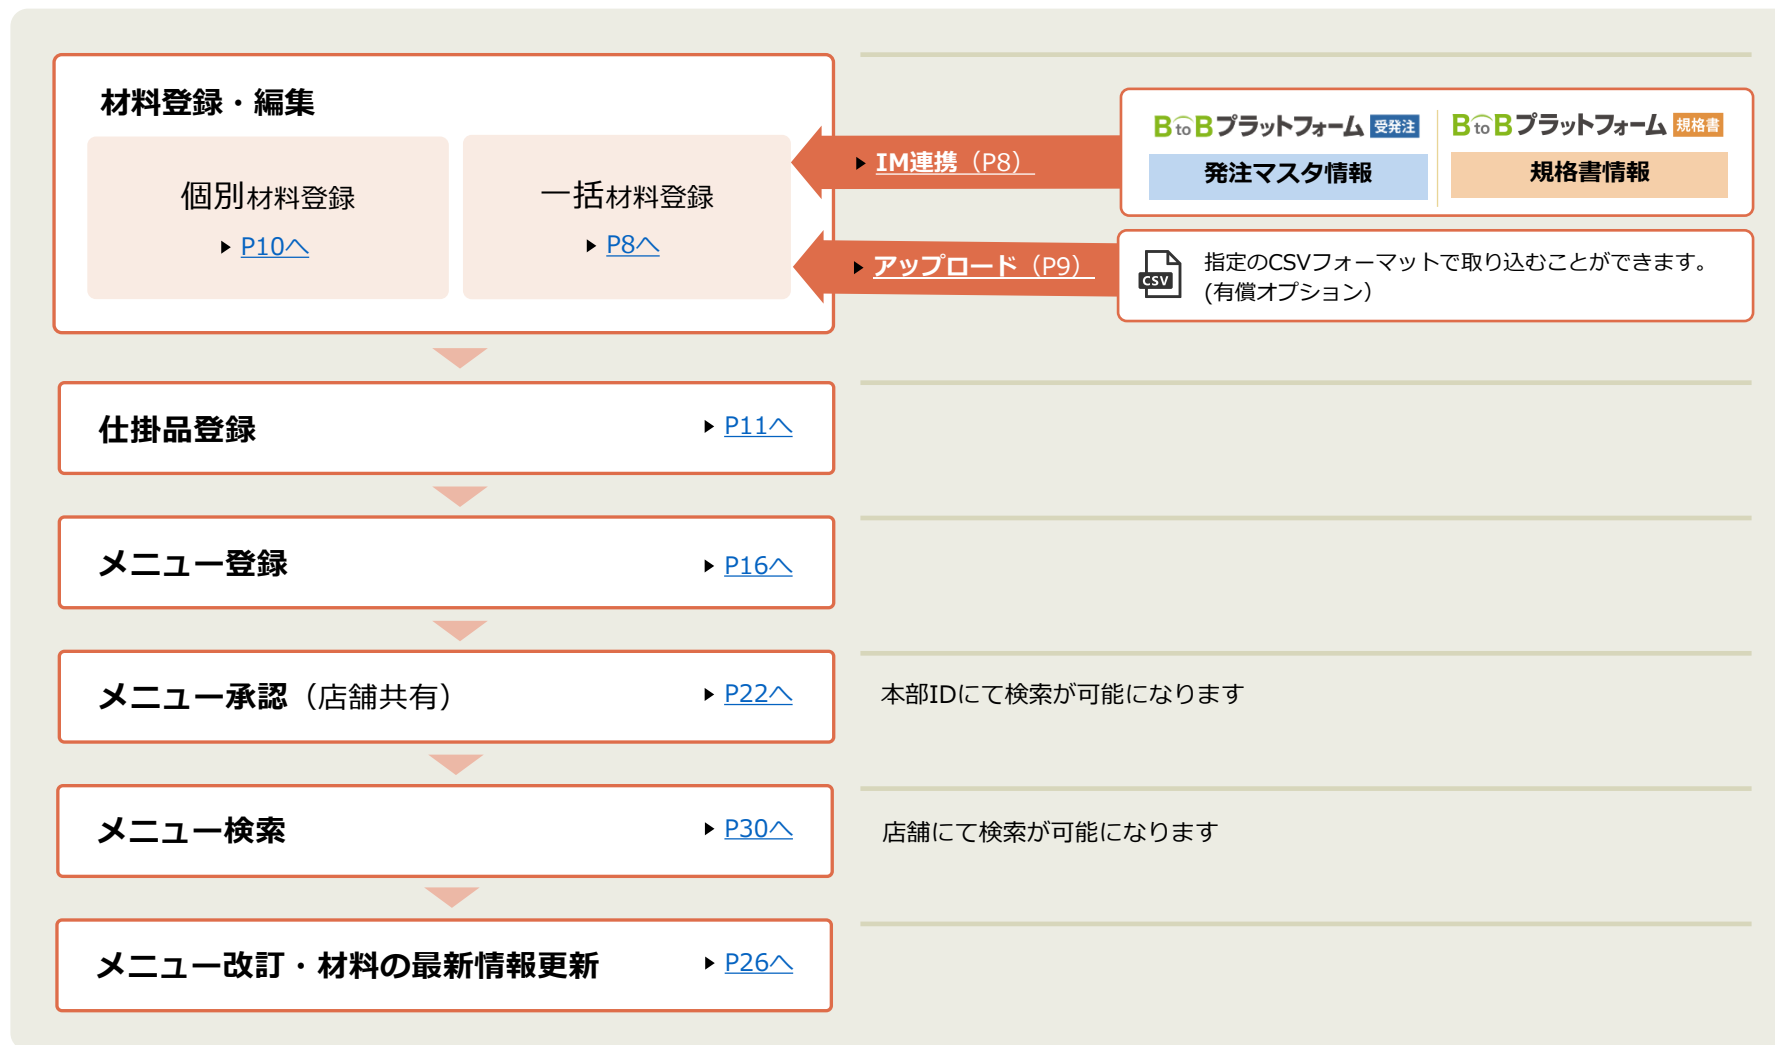 材料登録・編集
個別材料登録
▶ P10へ
一括材料登録
▶ P8へ
▶ IM連携（P8）
BtoBプラットフォーム 受発注
発注マスタ情報
BtoBプラットフォーム 規格書
規格書情報
▶ アップロード（P9）
CSV
指定のCSVフォーマットで取り込むことができます。
(有償オプション）
仕掛品登録
▶ P11へ
メニュー登録
▶ P16へ
メニュー承認（店舗共有）
▶ P22へ
本部IDにて検索が可能になります
メニュー検索
▶ P30へ
店舗にて検索が可能になります
メニュー改訂・材料の最新情報更新
▶ P26へ